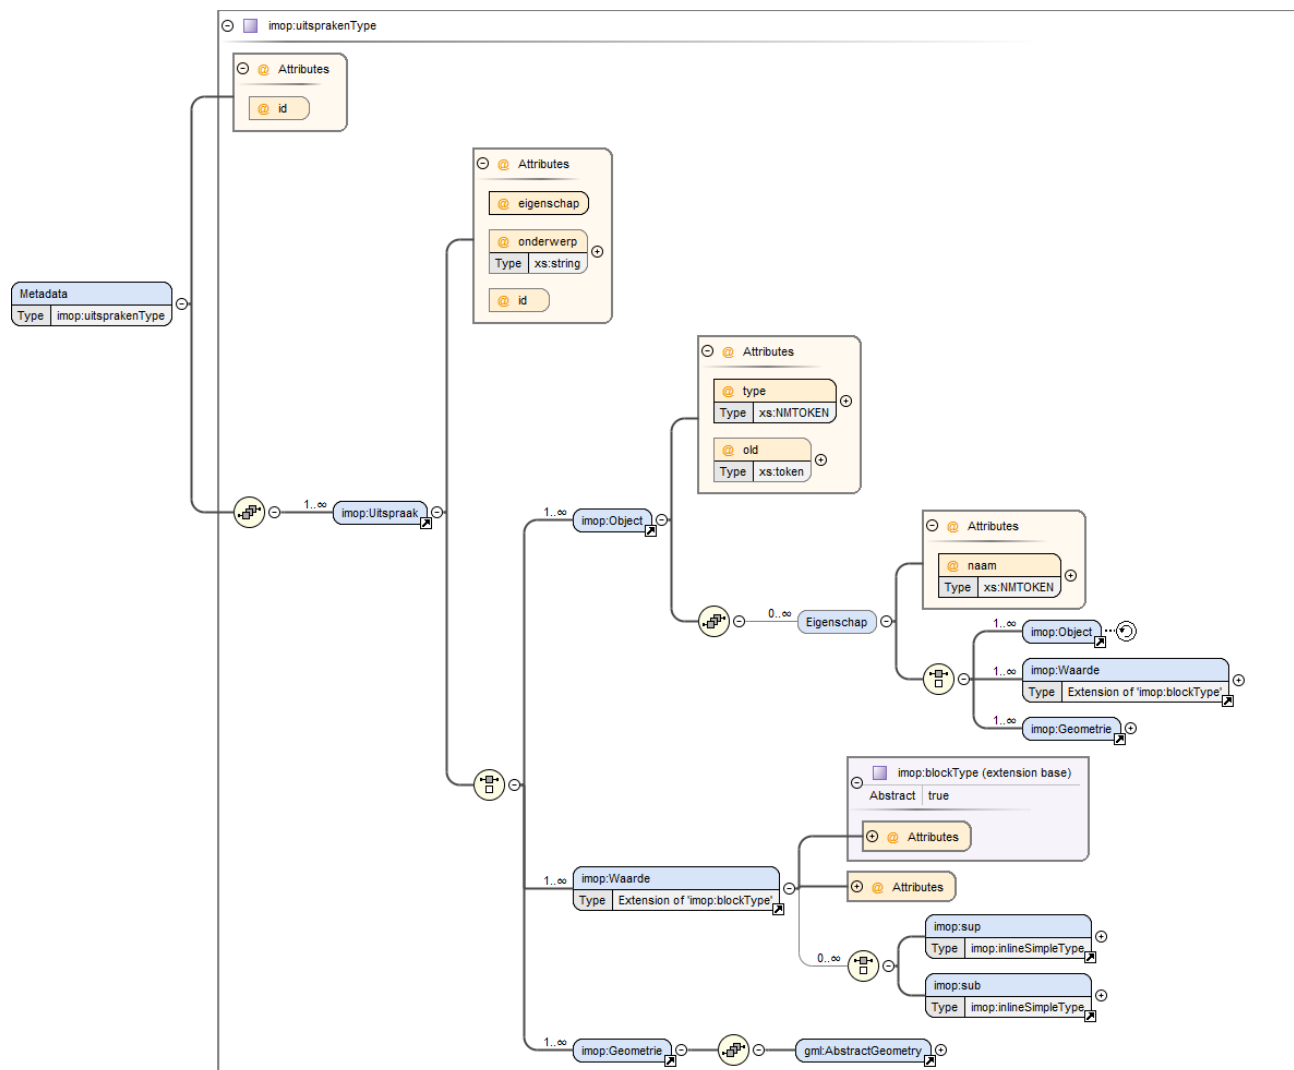 imop:uitsprakenType
@ Attributes
@ id
@ Attributes
@ eigenschap
@ onderwerp
Type xs:string
@ id
Metadata
Type imop:uitsprakenType
@ Attributes
@ type
Type xs:NMTOKEN
@ old
Type xs:token
1..∞ imop:Uitspraak
1..∞ imop:Object
@ Attributes
@ naam
Type xs:NMTOKEN
0..∞ Eigenschap
1..∞ imop:Object
1..∞ imop:Waarde
Type Extension of 'imop:blockType'
1..∞ imop:Geometrie
imop:blockType (extension base)
Abstract true
@ Attributes
1..∞ imop:Waarde
Type Extension of 'imop:blockType'
@ Attributes
0..∞
imop:sup
Type imop:inlineSimpleType
imop:sub
Type imop:inlineSimpleType
1..∞ imop:Geometrie
gml:AbstractGeometry